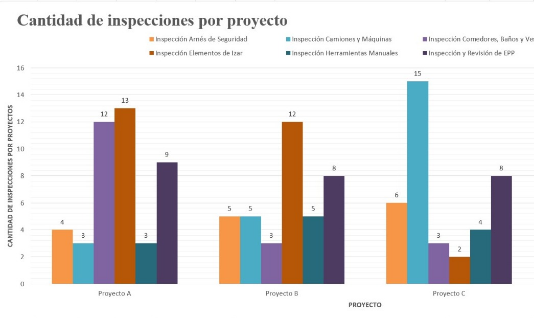 Cantidad de inspecciones por proyecto
Inspección Arnés de Seguridad Inspección Camiones y Máquinas Inspección Comedores, Baños y
Inspección Elementos de Izar Inspección Herramientas Manuales Inspección y Revisión de EPP
CANTIDAD DE INSPECCIONES POR PROYECTOS
16
14
12
10
8
6
4
2
0
4 3 12 13 3 9
5 5 3 12 5 8
6 15 3 2 4 8
Proyecto A Proyecto B Proyecto C
PROYECTO